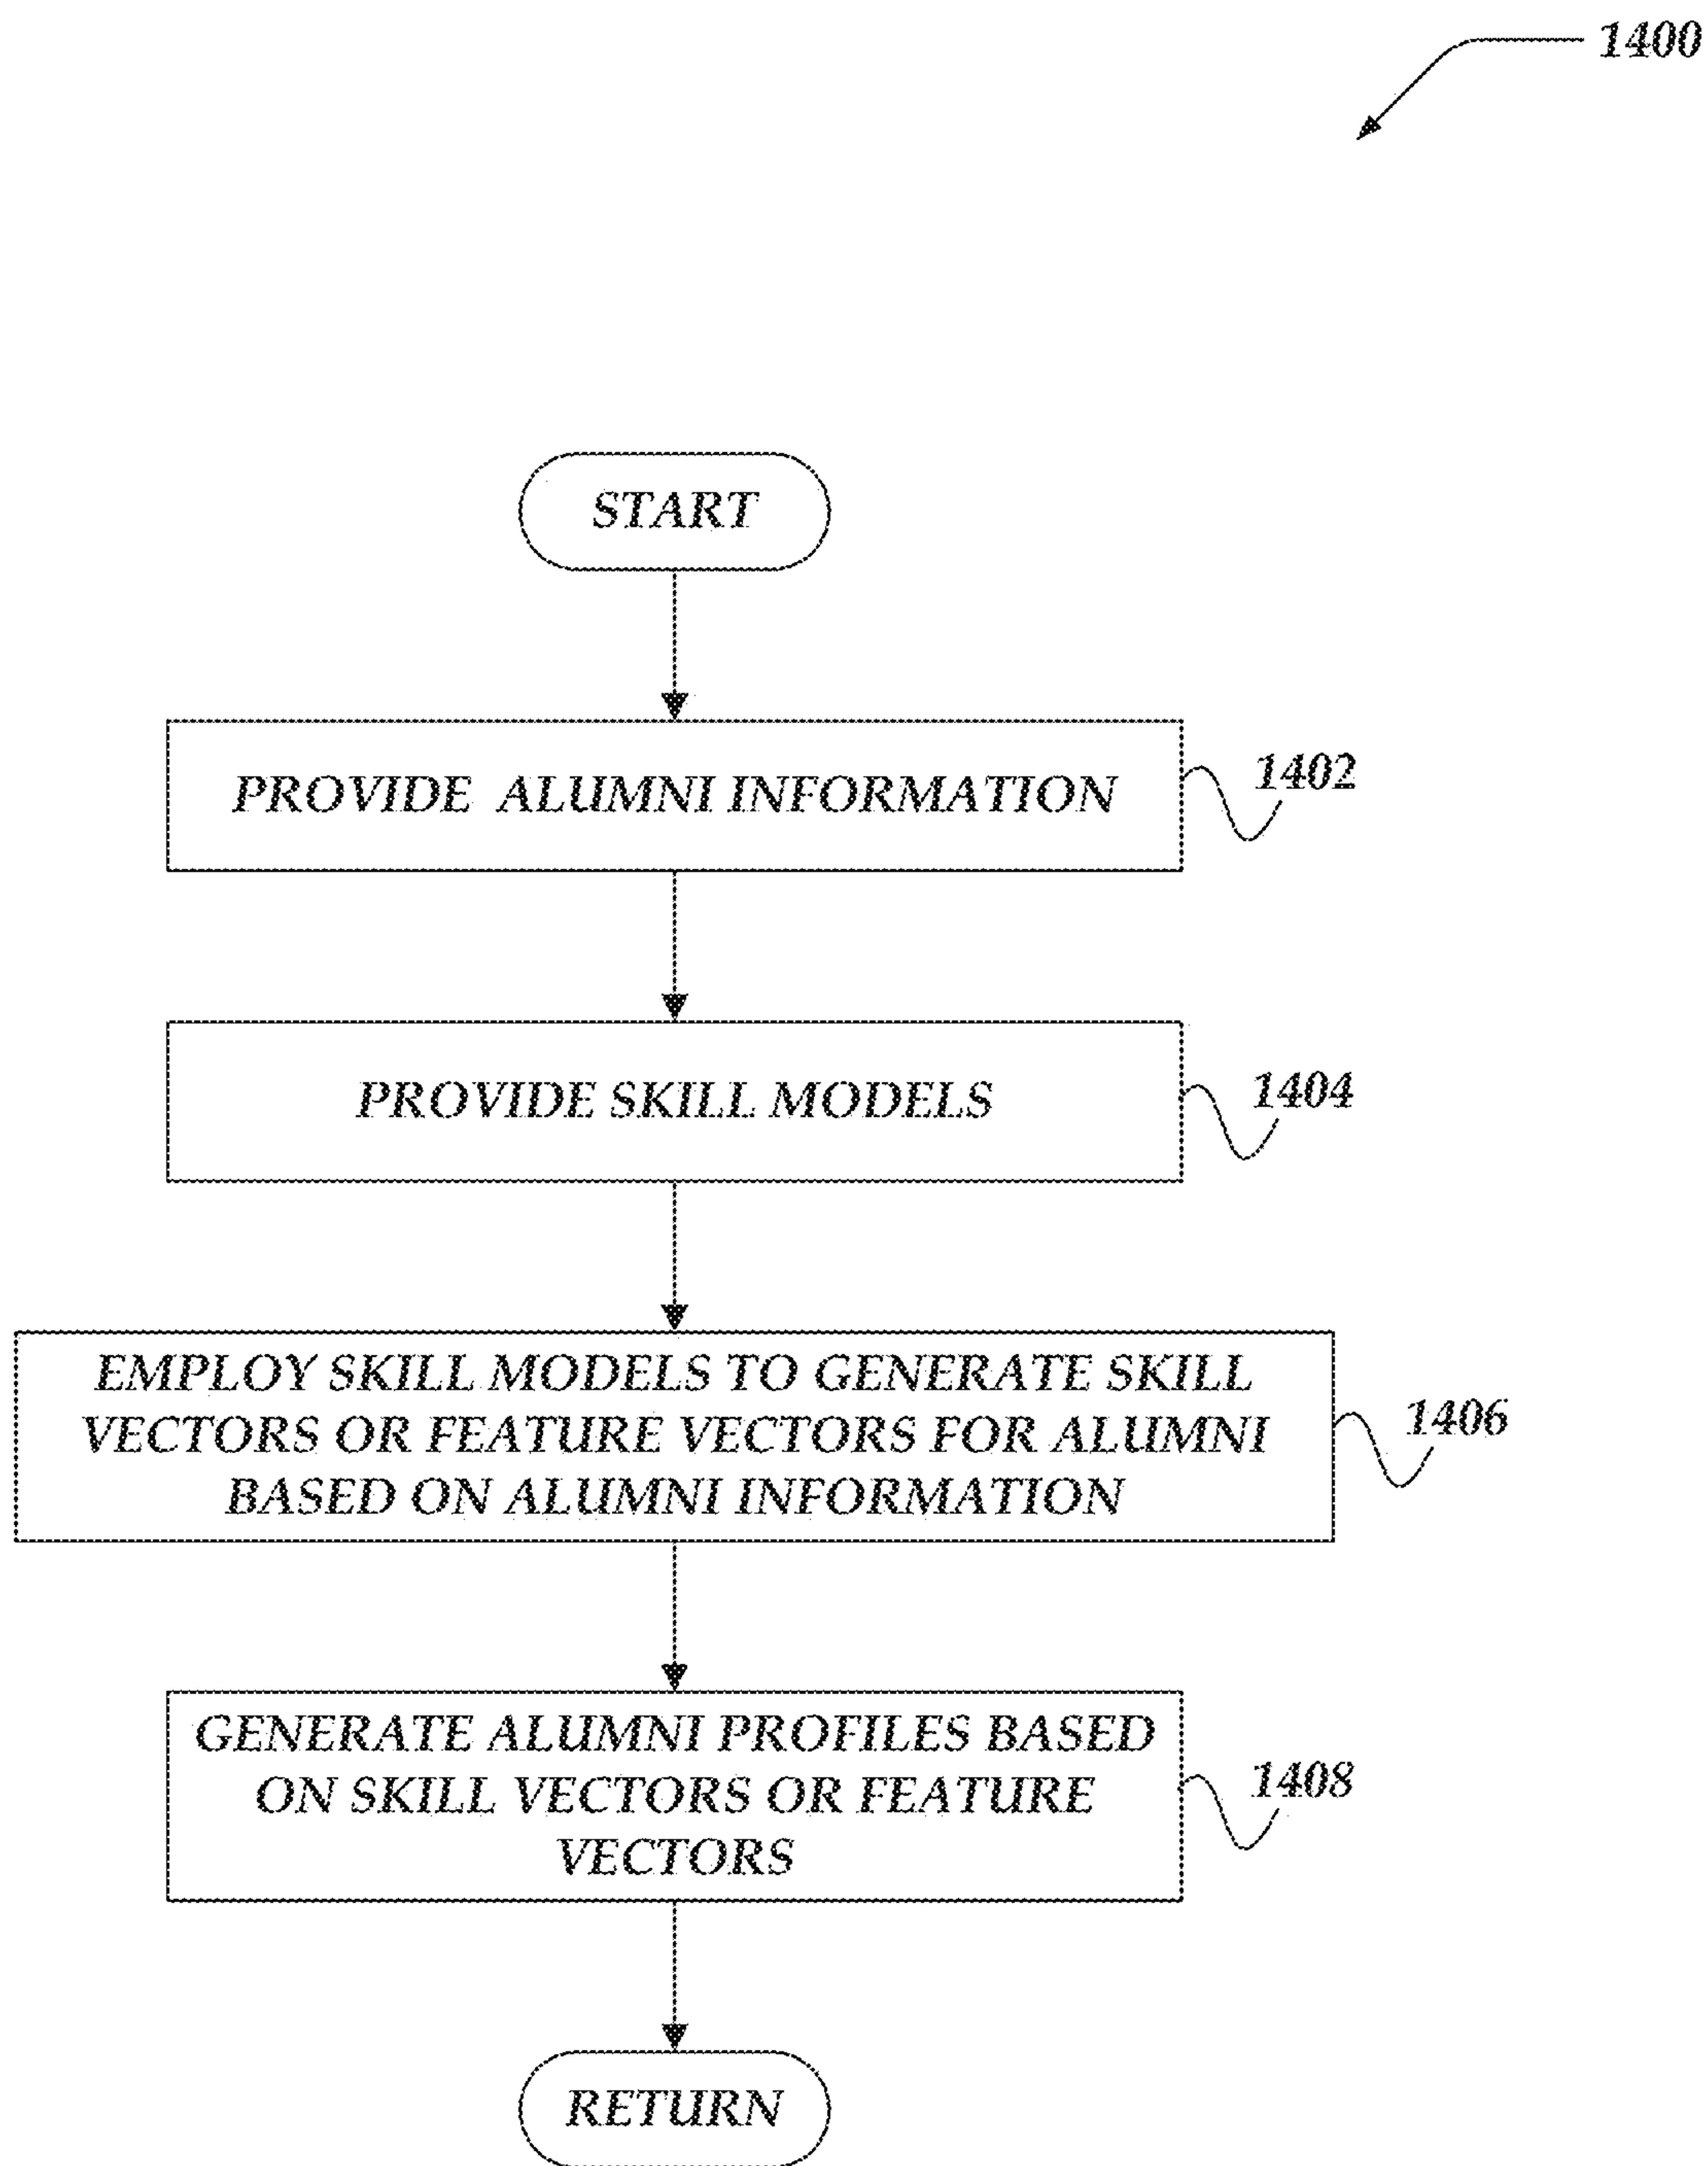 1400
START
PROVIDE ALUMNI INFORMATION
1402
PROVIDE SKILL MODELS
1404
EMPLOY SKILL MODELS TO GENERATE SKILL
VECTORS OR FEATURE VECTORS FOR ALUMNI
BASED ON ALUMNI INFORMATION
1406
GENERATE ALUMNI PROFILES BASED
ON SKILL VECTORS OR FEATURE
VECTORS
1408
RETURN